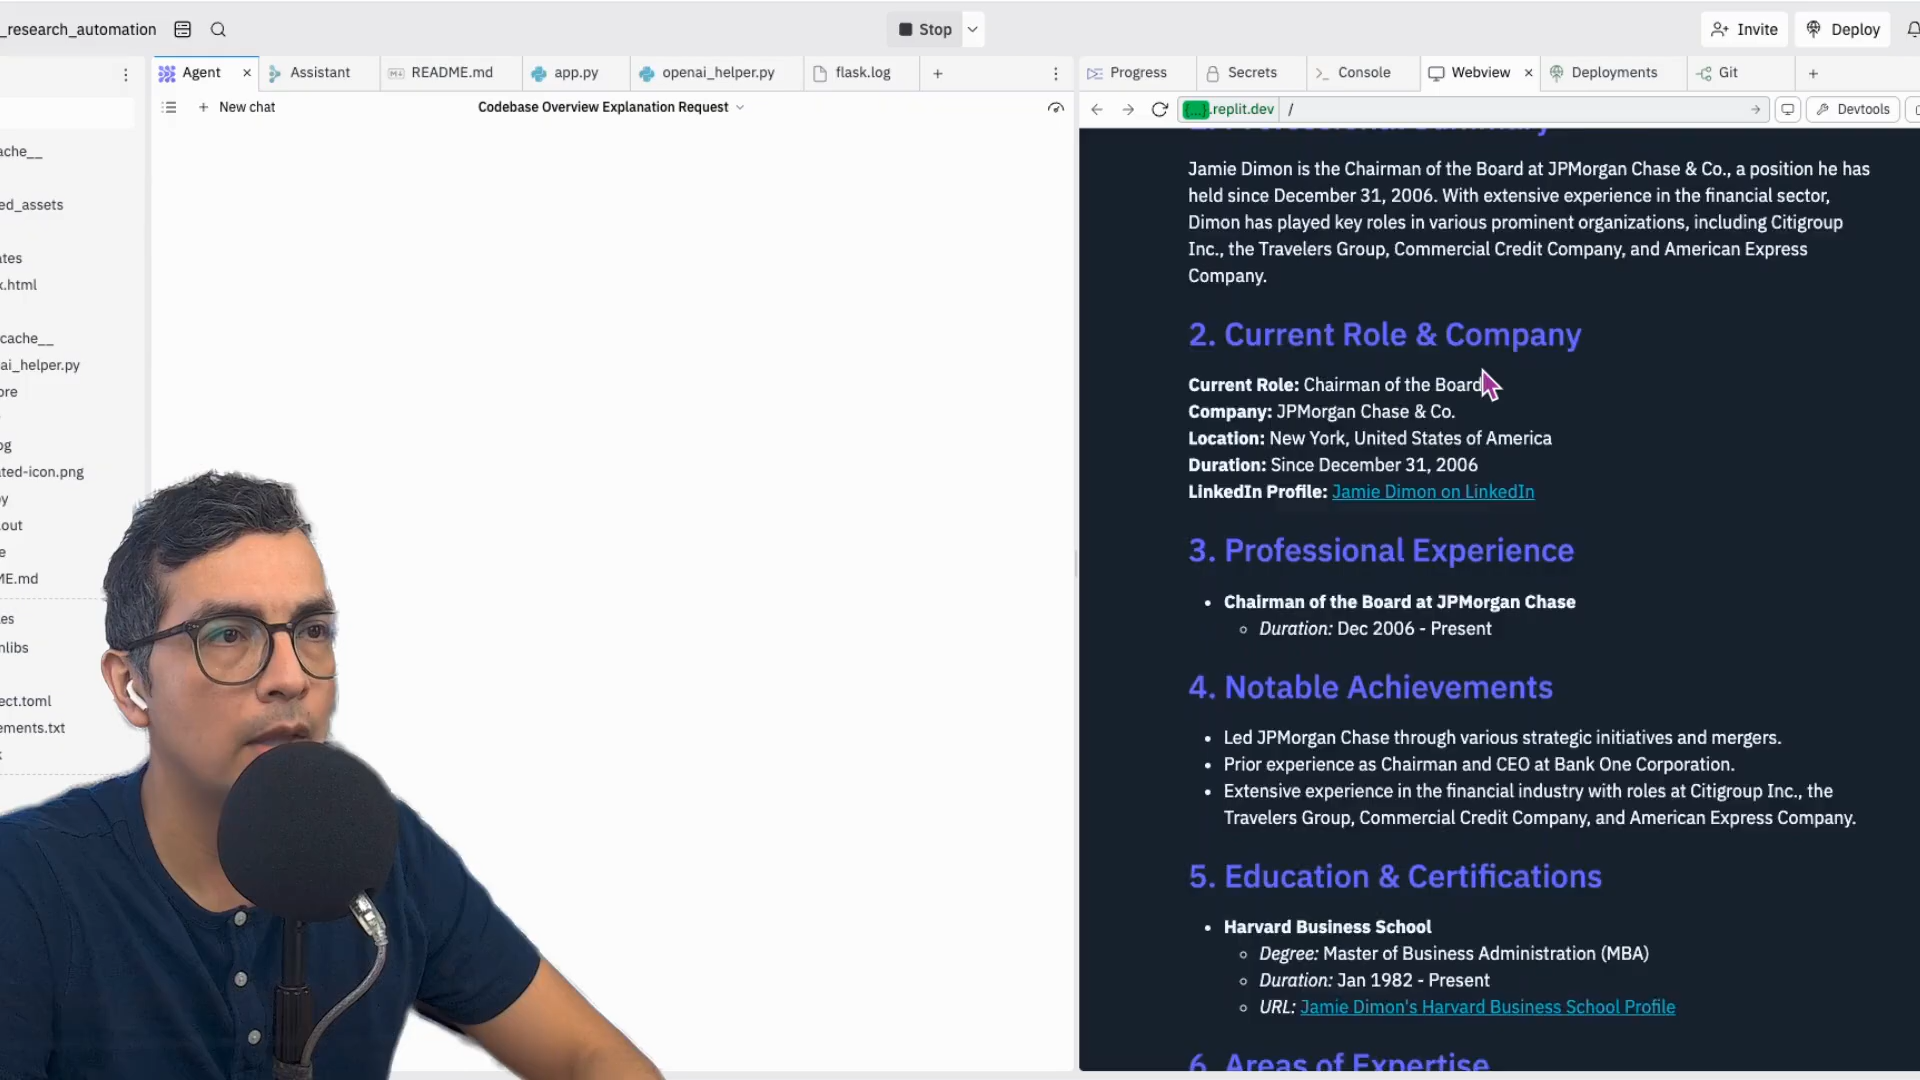 _research_automation
Stop
Invite
Deploy
Agent
Assistant
README.md
app.py
openai_helper.py
flask.log
Progress
Secrets
Console
Webview
Deployments
Git
New chat
Codebase Overview Explanation Request
.replit.dev
/
Devtools
ache__
ed_assets
ates
x.html
cache__
ai_helper.py
ore
og
ated-icon.png
py
.out
e
ME.md
es
nlibs
ect.toml
ements.txt
k
Jamie Dimon is the Chairman of the Board at JPMorgan Chase & Co., a position he has
held since December 31, 2006. With extensive experience in the financial sector,
Dimon has played key roles in various prominent organizations, including Citigroup
Inc., the Travelers Group, Commercial Credit Company, and American Express
Company.
2. Current Role & Company
Current Role: Chairman of the Board
Company: JPMorgan Chase & Co.
Location: New York, United States of America
Duration: Since December 31, 2006
LinkedIn Profile: Jamie Dimon on LinkedIn
3. Professional Experience
• Chairman of the Board at JPMorgan Chase
◦ Duration: Dec 2006 - Present
4. Notable Achievements
• Led JPMorgan Chase through various strategic initiatives and mergers.
• Prior experience as Chairman and CEO at Bank One Corporation.
• Extensive experience in the financial industry with roles at Citigroup Inc., the
Travelers Group, Commercial Credit Company, and American Express Company.
5. Education & Certifications
• Harvard Business School
◦ Degree: Master of Business Administration (MBA)
◦ Duration: Jan 1982 - Present
◦ URL: Jamie Dimon's Harvard Business School Profile
6. Areas of Expertise